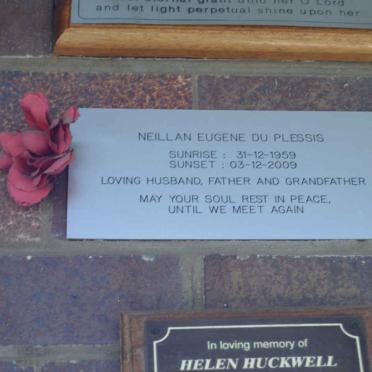 and let light perpetual shine upon her
NEILLAN EUGENE DU PLESSIS
SUNRISE : 31-12-1959
SUNSET : 03-12-2009
LOVING HUSBAND, FATHER AND GRANDFATHER
MAY YOUR SOUL REST IN PEACE,
UNTIL WE MEET AGAIN
In loving memory of
HELEN HUCKWELL